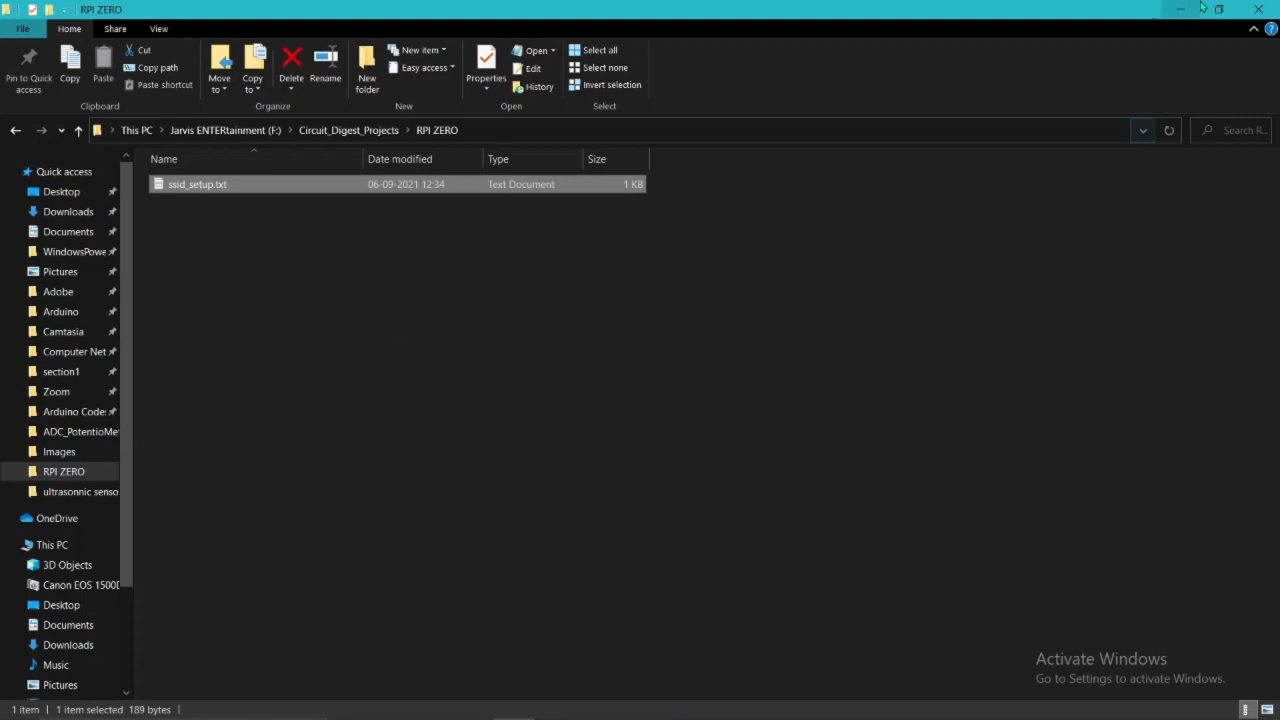 RPI ZERO
File Home Share View
Pin to Quick access
Copy
Paste
Cut
Copy path
Paste shortcut
Move to
Copy to
Delete
Rename
New folder
New item
Easy access
Properties
Open
Edit
History
Select all
Select none
Invert selection
Clipboard Organize New Open Select
This PC > Jarvis ENTERtainment (F:) > Circuit_Digest_Projects > RPI ZERO
Search R...
Name Date modified Type Size
ssid_setup.txt 06-09-2021 12:34 Text Document 1 KB
Quick access
Desktop
Downloads
Documents
WindowsPowe
Pictures
Adobe
Arduino
Camtasia
Computer Net
section1
Zoom
Arduino Codes
ADC_PotentioMet
Images
RPI ZERO
ultrasonnic senso
OneDrive
This PC
3D Objects
Canon EOS 1500D
Desktop
Documents
Downloads
Music
Pictures
Activate Windows
Go to Settings to activate Windows.
1 item 1 item selected 189 bytes